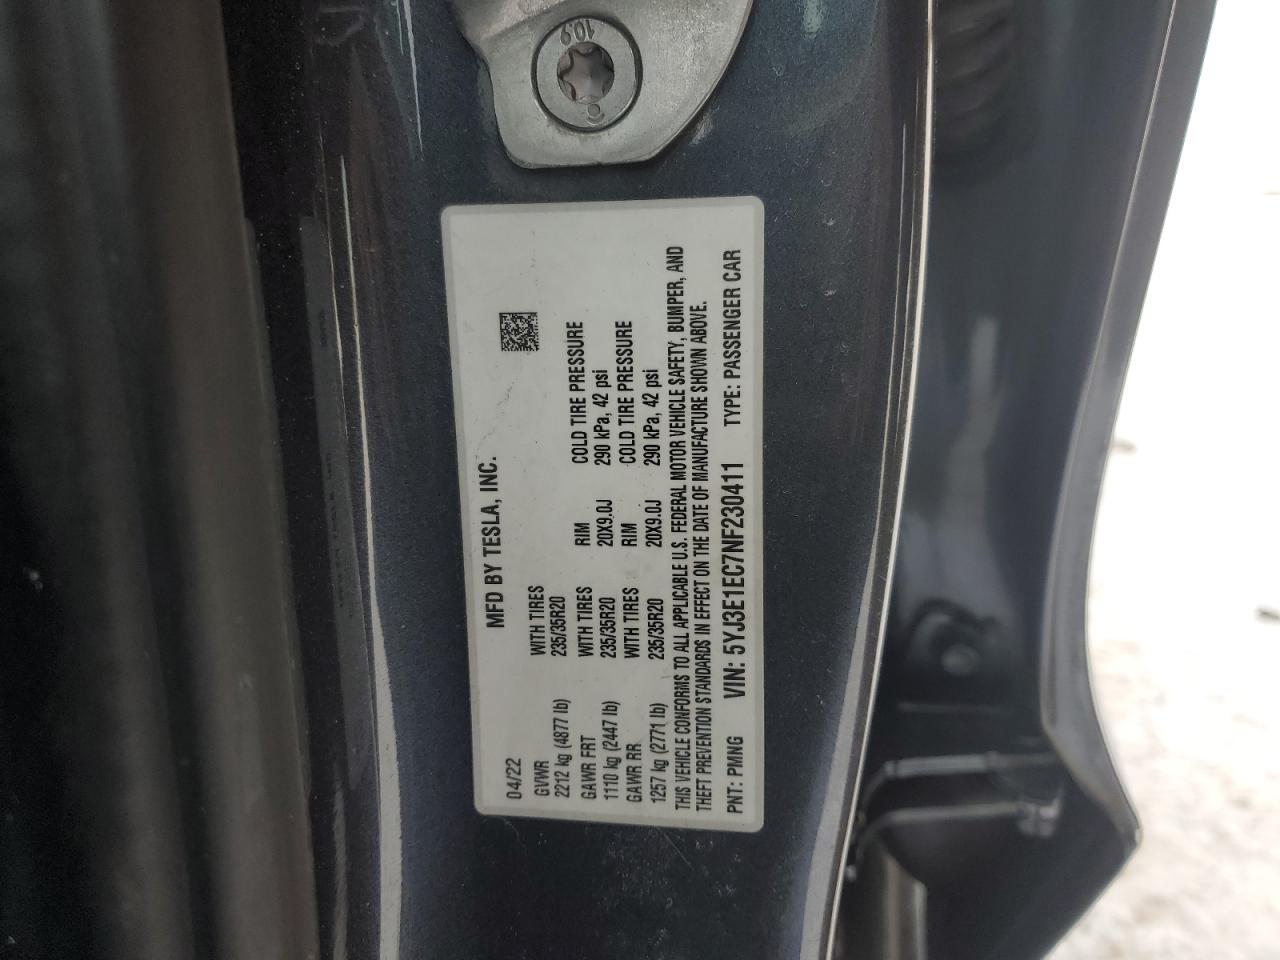 10.9
MFD BY TESLA, INC.
04/22
GVWR WITH TIRES
2212 kg (4877 lb) 235/35R20
GAWR FRT WITH TIRES RIM COLD TIRE PRESSURE
1110 kg (2447 lb) 235/35R20 20X9.0J 290 kPa, 42 psi
GAWR RR WITH TIRES RIM COLD TIRE PRESSURE
1257 kg (2771 lb) 235/35R20 20X9.0J 290 kPa, 42 psi
THIS VEHICLE CONFORMS TO ALL APPLICABLE U.S. FEDERAL MOTOR VEHICLE SAFETY, BUMPER, AND
THEFT PREVENTION STANDARDS IN EFFECT ON THE DATE OF MANUFACTURE SHOWN ABOVE.
PNT: PMNG VIN: 5YJ3E1EC7NF230411 TYPE: PASSENGER CAR